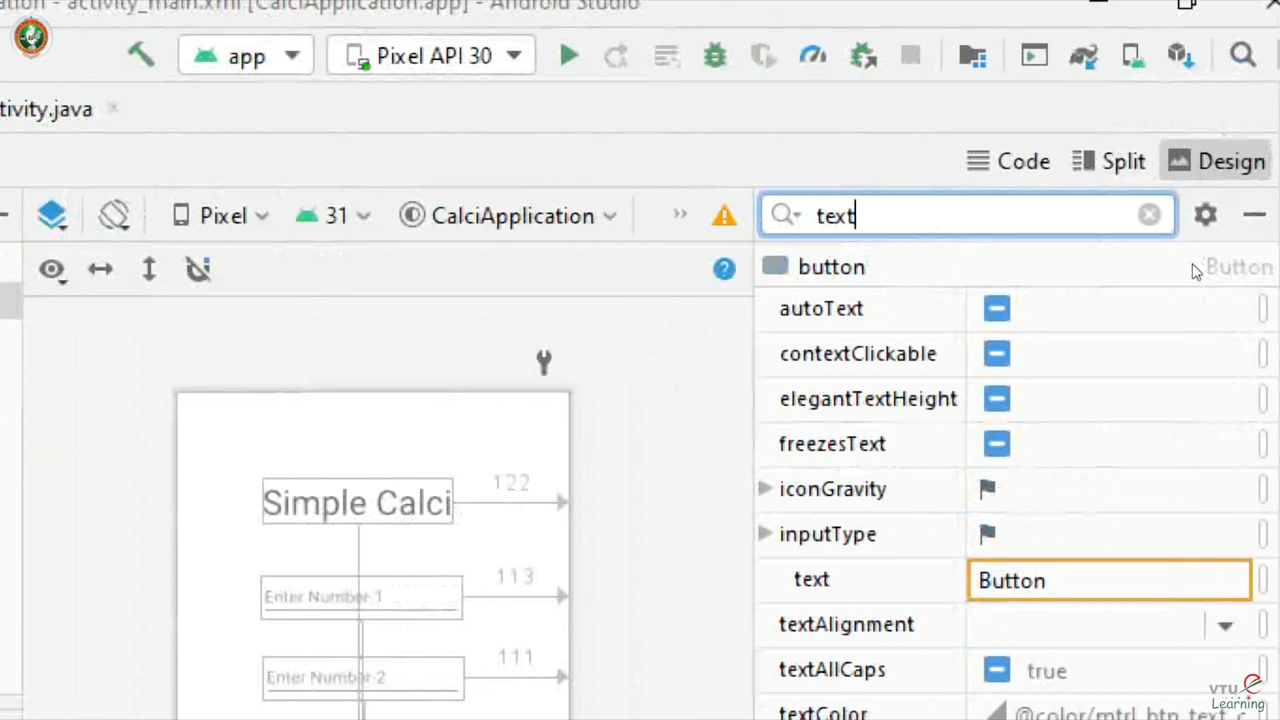 ation - activity_main.xml [CalciApplication.app] - Android Studio
app
Pixel API 30
tivity.java
Code
Split
Design
Pixel
31
CalciApplication
text
button
Button
autoText
contextClickable
elegantTextHeight
freezesText
iconGravity
inputType
text
Button
textAlignment
textAllCaps
true
textColor
@color/mtrl_btn_text_c
122
Simple Calci
113
Enter Number-1
111
Enter Number-2
VTU e
Learning